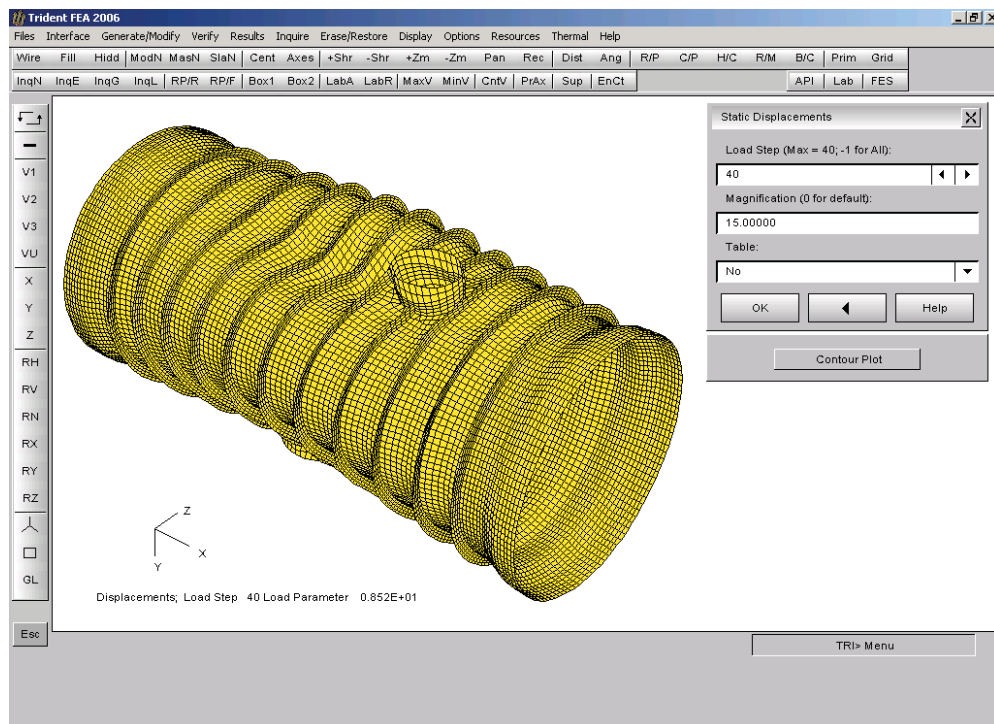 Trident FEA 2006
Files Interface Generate/Modify Verify Results Inquire Erase/Restore Display Options Resources Thermal Help
Wire Fill Hidd ModN MasN SlaN Cent Axes +Shr -Shr +Zm -Zm Pan Rec Dist Ang R/P C/P H/C R/M B/C Prim Grid
InqN InqE InqG InqL RP/R RP/F Box1 Box2 LabA LabR MaxV MinV CntV PrAx Sup EnCt API Lab FES
V1
V2
V3
VU
X
Y
Z
RH
RV
RN
RX
RY
RZ
GL
Esc
Static Displacements
Load Step (Max = 40; -1 for All):
40
Magnification (0 for default):
15.00000
Table:
No
OK Help
Contour Plot
Z
X
Y
Displacements; Load Step 40 Load Parameter 0.852E+01
TRI> Menu